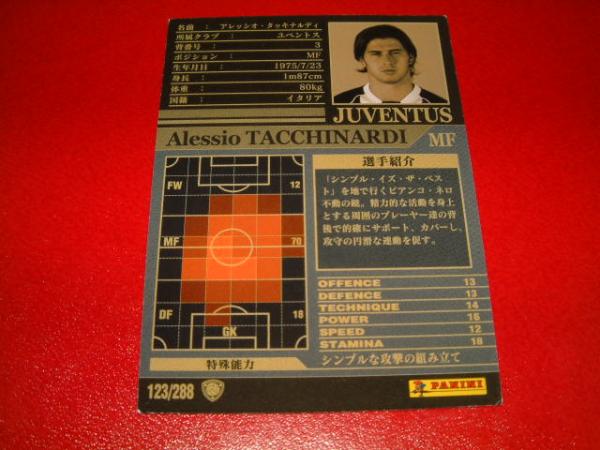 名前 : アレッシオ・タッキナルディ
所属クラブ : ユベントス
背番号 : 3
ポジション : MF
生年月日 : 1975/7/23
身長 : 1m87cm
体重 : 80kg
国籍 : イタリア
JUVENTUS
Alessio TACCHINARDI
MF
FW 12
MF 70
DF 18
GK
選手紹介
「シンプル・イズ・ザ・ベス
ト」を地で行くビアンコ・ネロ
不動の錨。精力的な活動を身上
とする周囲のプレーヤー達の背
後で的確にサポート、カバーし、
攻守の円滑な連動を促す。
OFFENCE 13
DEFENCE 13
TECHNIQUE 14
POWER 16
SPEED 12
STAMINA 18
特殊能力
シンプルな攻撃の組み立て
123/288
PANINI